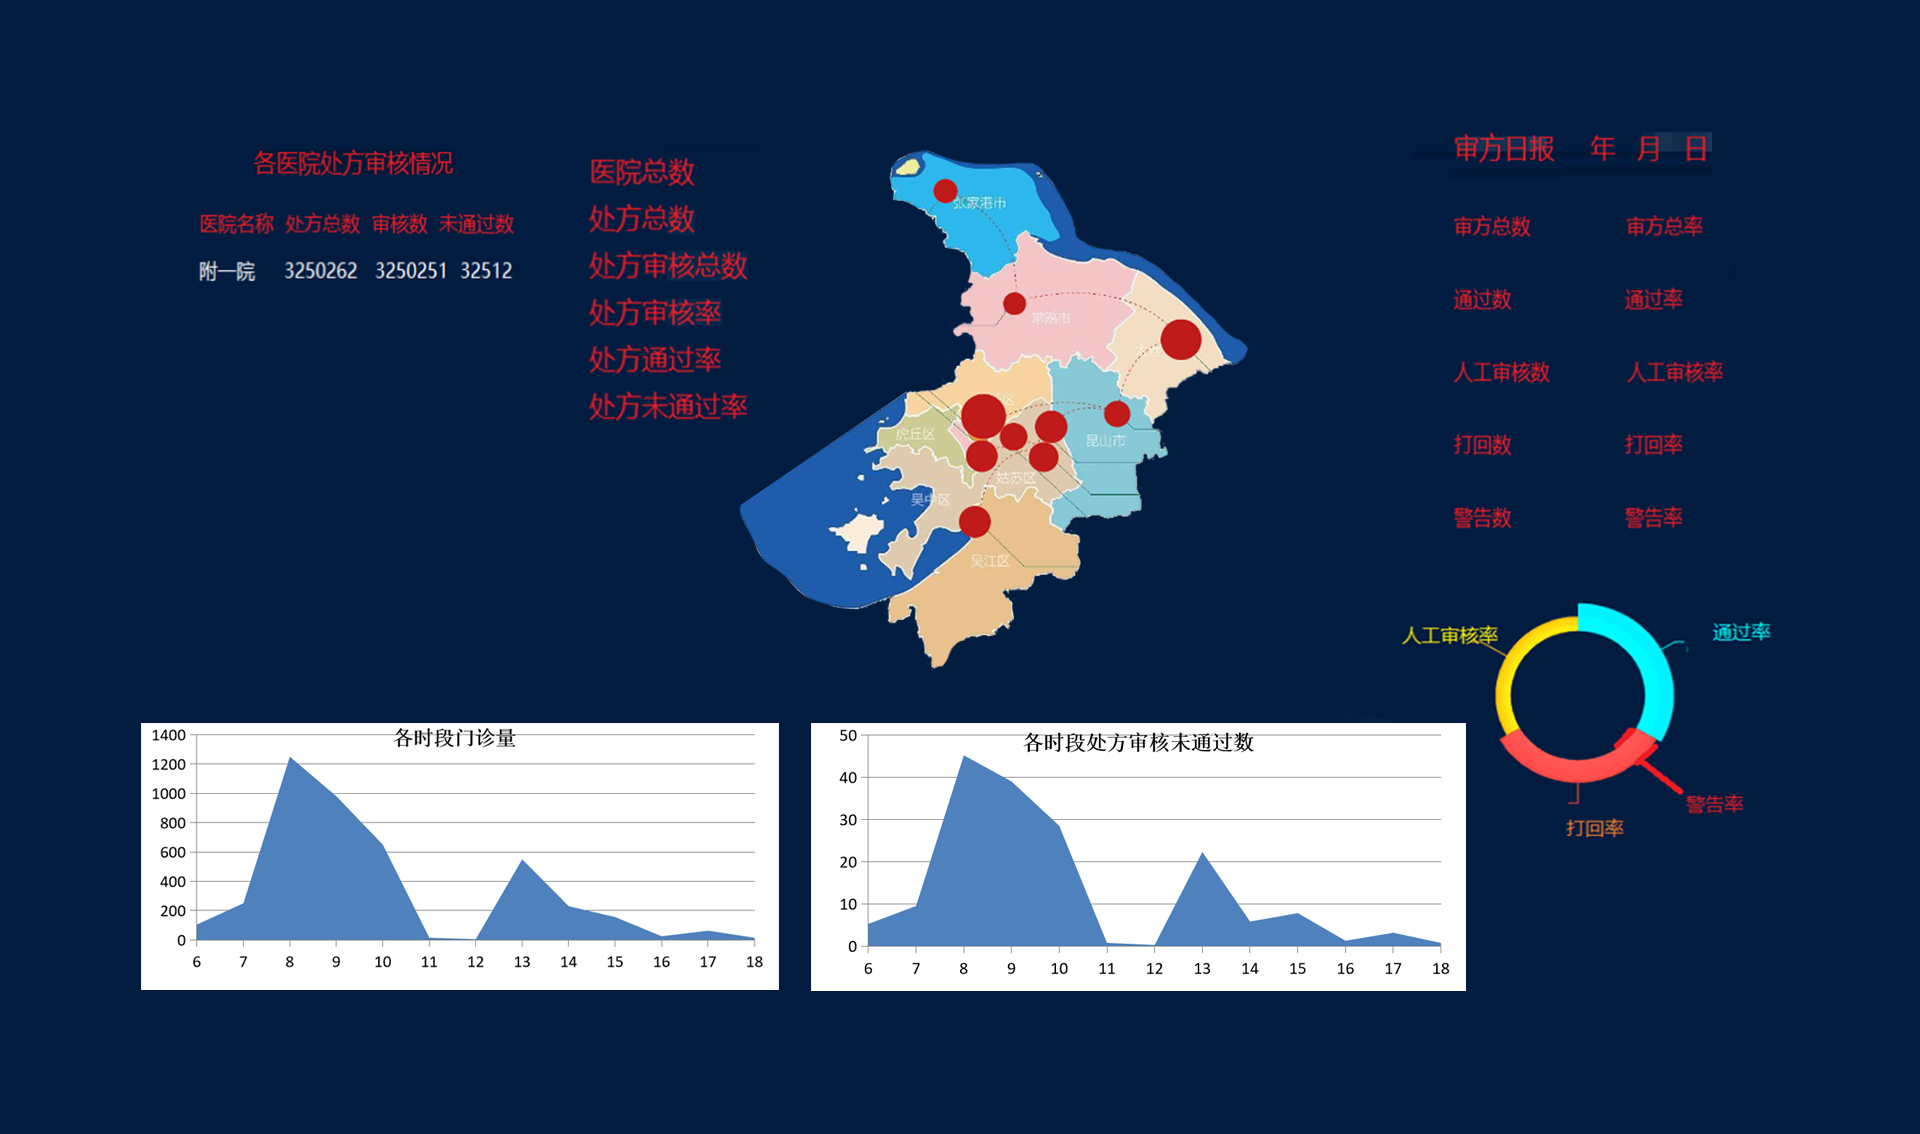 各医院处方审核情况
医院名称 处方总数 审核数 未通过数
附一院 3250262 3250251 32512
医院总数
处方总数
处方审核总数
处方审核率
处方通过率
处方未通过率
张家港市
常熟市
太仓
区
虎丘区
昆山市
姑苏区
吴中区
吴江区
审方日报 年 月 日
审方总数 审方总率
通过数 通过率
人工审核数 人工审核率
打回数 打回率
警告数 警告率
人工审核率
通过率
警告率
打回率
各时段门诊量
1400
1200
1000
800
600
400
200
0
6 7 8 9 10 11 12 13 14 15 16 17 18
各时段处方审核未通过数
50
40
30
20
10
0
6 7 8 9 10 11 12 13 14 15 16 17 18